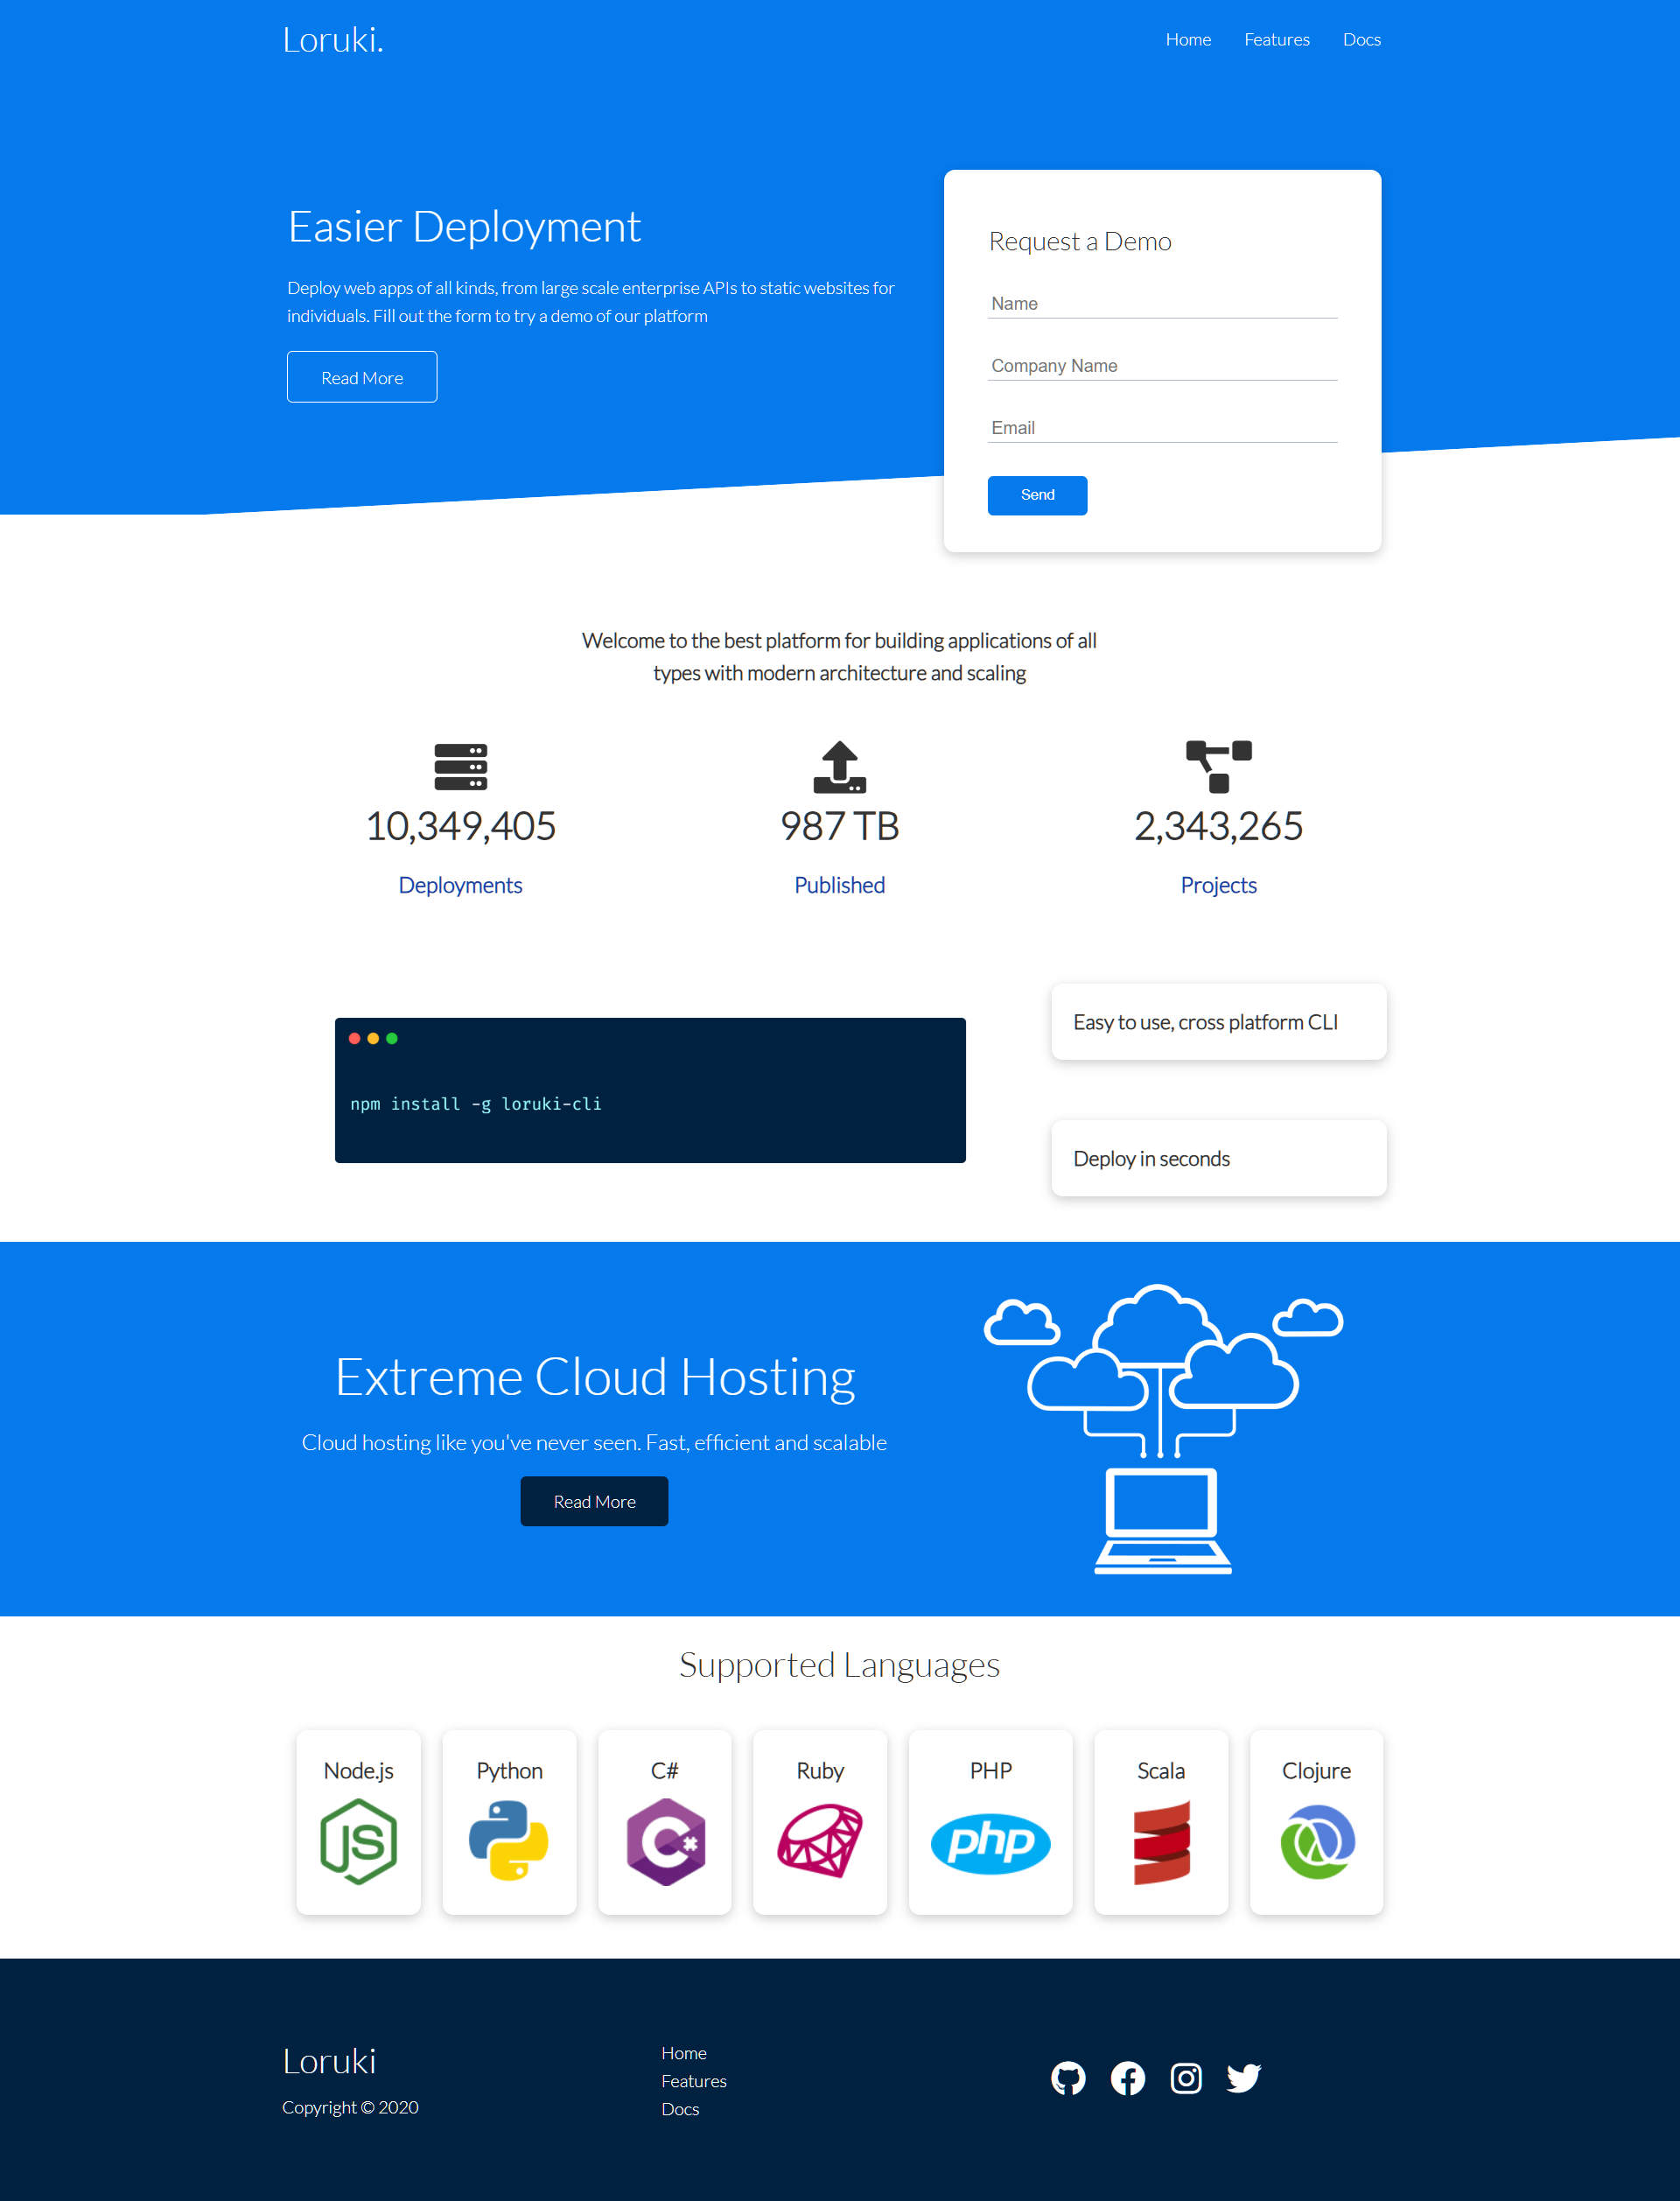 Loruki.
Home
Features
Docs
Easier Deployment
Deploy web apps of all kinds, from large scale enterprise APIs to static websites for
individuals. Fill out the form to try a demo of our platform
Read More
Request a Demo
Name
Company Name
Email
Send
Welcome to the best platform for building applications of all
types with modern architecture and scaling
10,349,405
Deployments
987 TB
Published
2,343,265
Projects
npm install -g loruki-cli
Easy to use, cross platform CLI
Deploy in seconds
Extreme Cloud Hosting
Cloud hosting like you've never seen. Fast, efficient and scalable
Read More
Supported Languages
Node.js
JS
Python
C#
C#
Ruby
PHP
php
Scala
Clojure
Loruki
Copyright © 2020
Home
Features
Docs